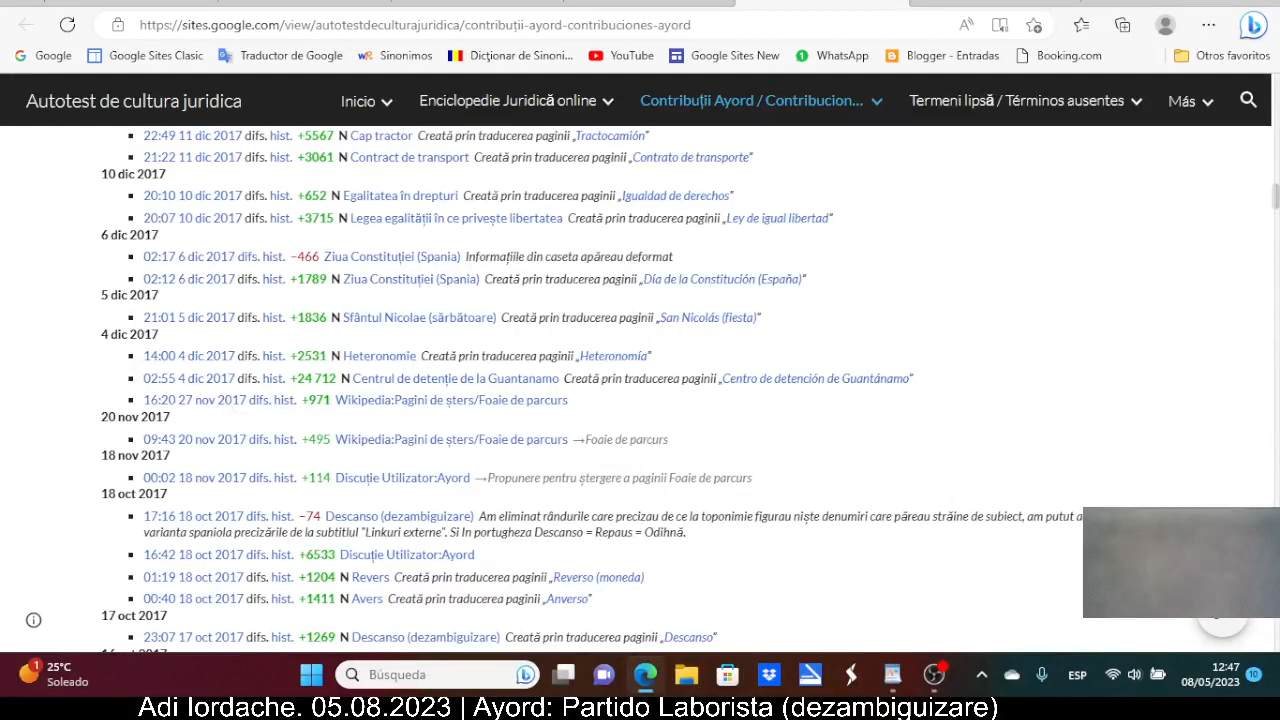 https://sites.google.com/view/autotestdeculturajuridica/contribuții-ayord-contribuciones-ayord
Google
Google Sites Clasic
Traductor de Google
Sinonimos
Dicționar de Sinoni...
YouTube
Google Sites New
WhatsApp
Blogger - Entradas
Booking.com
Otros favoritos
Autotest de cultura juridica
Inicio
Enciclopedie Juridică online
Contribuții Ayord / Contribucion...
Termeni lipsă / Términos ausentes
Más
22:49 11 dic 2017 difs. hist. +5567 N Cap tractor Creată prin traducerea paginii „Tractocamión”
21:22 11 dic 2017 difs. hist. +3061 N Contract de transport Creată prin traducerea paginii „Contrato de transporte”
10 dic 2017
20:10 10 dic 2017 difs. hist. +652 N Egalitatea în drepturi Creată prin traducerea paginii „Igualdad de derechos”
20:07 10 dic 2017 difs. hist. +3715 N Legea egalității în ce privește libertatea Creată prin traducerea paginii „Ley de igual libertad”
6 dic 2017
02:17 6 dic 2017 difs. hist. −466 Ziua Constituției (Spania) Informațiile din caseta apăreau deformat
02:12 6 dic 2017 difs. hist. +1789 N Ziua Constituției (Spania) Creată prin traducerea paginii „Día de la Constitución (España)”
5 dic 2017
21:01 5 dic 2017 difs. hist. +1836 N Sfântul Nicolae (sărbătoare) Creată prin traducerea paginii „San Nicolás (fiesta)”
4 dic 2017
14:00 4 dic 2017 difs. hist. +2531 N Heteronomie Creată prin traducerea paginii „Heteronomía”
02:55 4 dic 2017 difs. hist. +24 712 N Centrul de detenție de la Guantanamo Creată prin traducerea paginii „Centro de detención de Guantánamo”
16:20 27 nov 2017 difs. hist. +971 Wikipedia:Pagini de șters/Foaie de parcurs
20 nov 2017
09:43 20 nov 2017 difs. hist. +495 Wikipedia:Pagini de șters/Foaie de parcurs →Foaie de parcurs
18 nov 2017
00:02 18 nov 2017 difs. hist. +114 Discuție Utilizator:Ayord →Propunere pentru ștergere a paginii Foaie de parcurs
18 oct 2017
17:16 18 oct 2017 difs. hist. −74 Descanso (dezambiguizare) Am eliminat rândurile care precizau de ce la toponimie figurau niște denumiri care păreau străine de subiect, am putut a
varianta spaniola precizările de la subtitlul "Linkuri externe". Si In portugheza Descanso = Repaus = Odihnă.
16:42 18 oct 2017 difs. hist. +6533 Discuție Utilizator:Ayord
01:19 18 oct 2017 difs. hist. +1204 N Revers Creată prin traducerea paginii „Reverso (moneda)
00:40 18 oct 2017 difs. hist. +1411 N Avers Creată prin traducerea paginii „Anverso”
17 oct 2017
23:07 17 oct 2017 difs. hist. +1269 N Descanso (dezambiguizare) Creată prin traducerea paginii „Descanso”
1
25°C
Soleado
Búsqueda
ESP
12:47
08/05/2023
10
Adi Iordache. 05.08.2023 | Ayord: Partido Laborista (dezambiguizare)